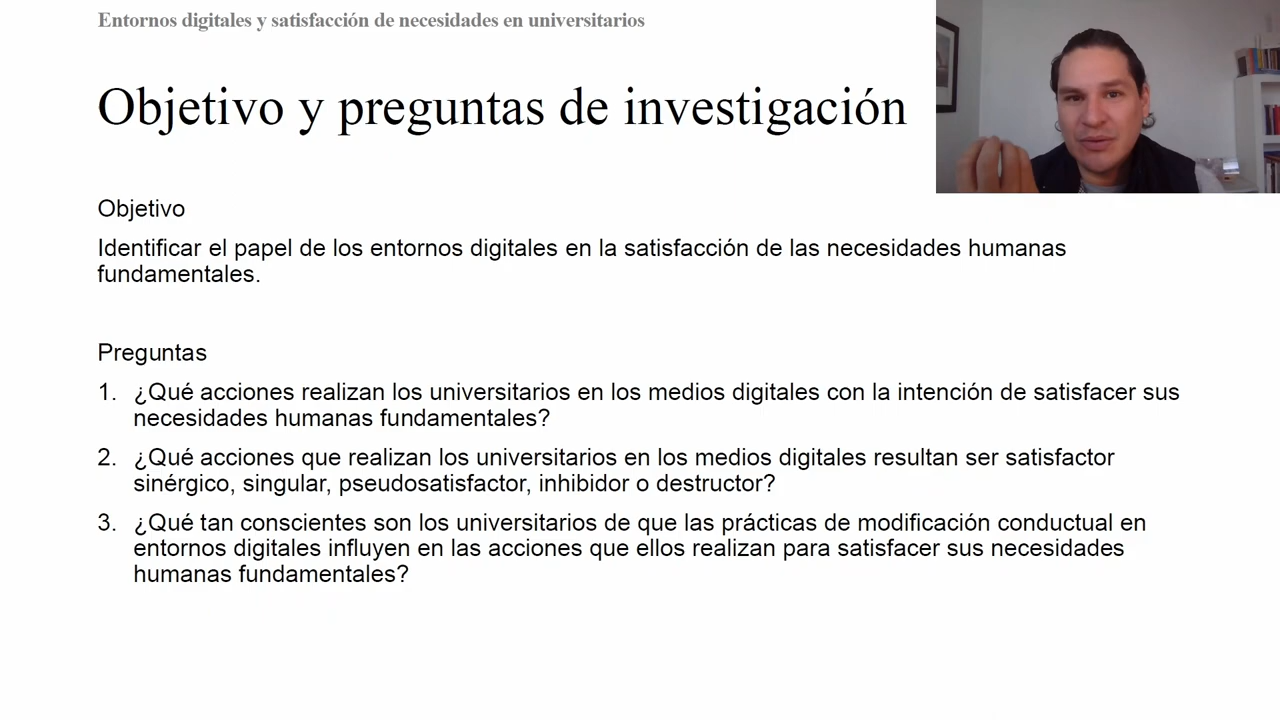 Entornos digitales y satisfacción de necesidades en universitarios
Objetivo y preguntas de investigación
Objetivo
Identificar el papel de los entornos digitales en la satisfacción de las necesidades humanas
fundamentales.
Preguntas
1. ¿Qué acciones realizan los universitarios en los medios digitales con la intención de satisfacer sus
necesidades humanas fundamentales?
2. ¿Qué acciones que realizan los universitarios en los medios digitales resultan ser satisfactor
sinérgico, singular, pseudosatisfactor, inhibidor o destructor?
3. ¿Qué tan conscientes son los universitarios de que las prácticas de modificación conductual en
entornos digitales influyen en las acciones que ellos realizan para satisfacer sus necesidades
humanas fundamentales?